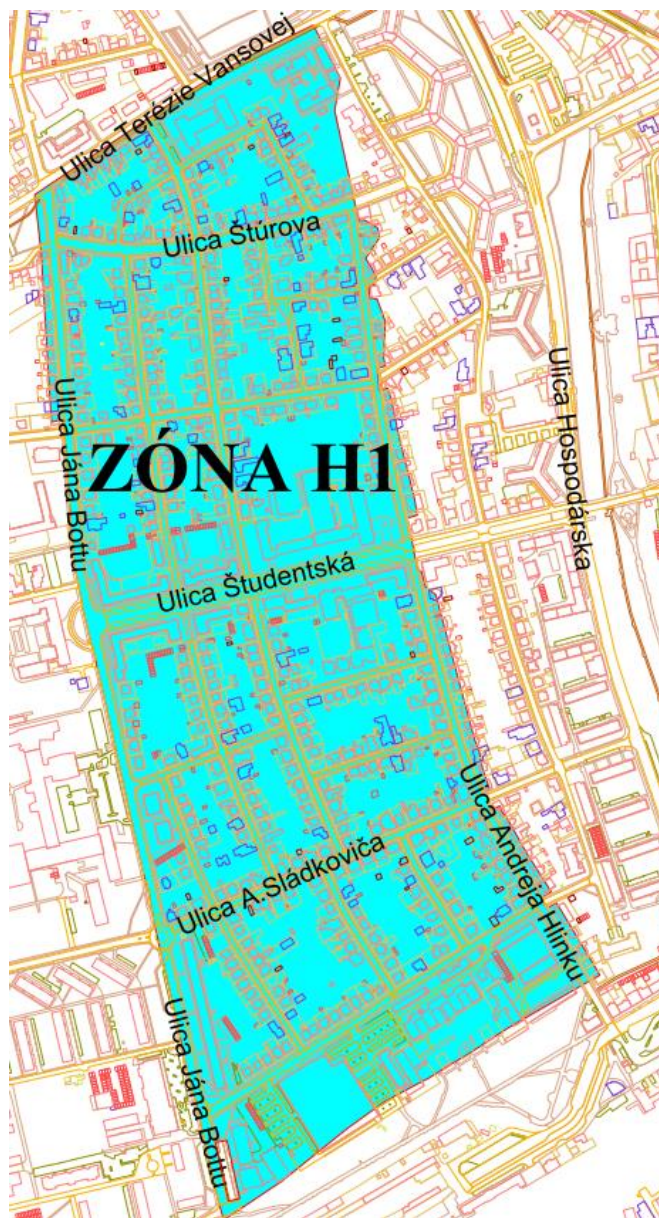 Ulica Terézie Vansovej
Ulica Štúrova
Ulica Jána Bottu
Ulica Hospodárska
ZÓNA H1
Ulica Študentská
Ulica A.Sládkoviča
Ulica Andreja Hlinku
Ulica Jána Bottu